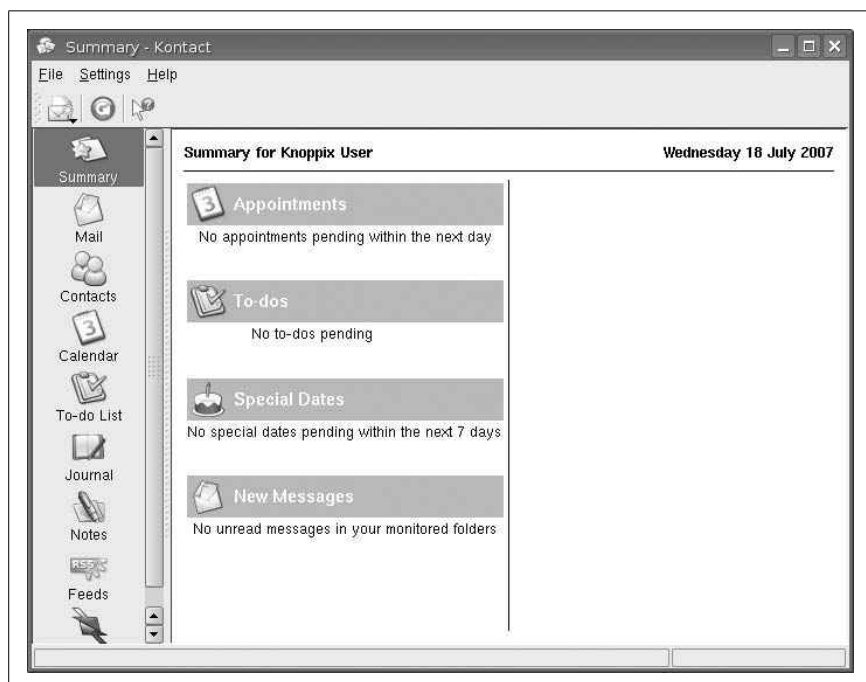 Summary - Kontact
File Settings Help
Summary
Mail
Contacts
3
Calendar
To-do List
Journal
Notes
RSS
Feeds
Summary for Knoppix User
Wednesday 18 July 2007
3
Appointments
No appointments pending within the next day
To-dos
No to-dos pending
Special Dates
No special dates pending within the next 7 days
New Messages
No unread messages in your monitored folders